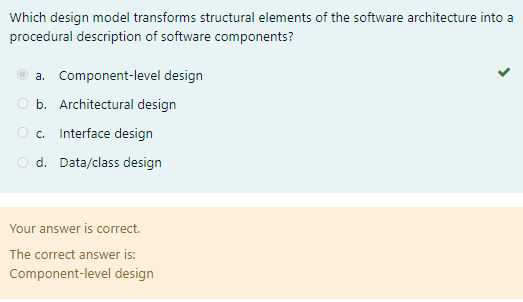 Which design model transforms structural elements of the software architecture into a
procedural description of software components?
a. Component-level design
b. Architectural design
c. Interface design
d. Data/class design
Your answer is correct.
The correct answer is:
Component-level design